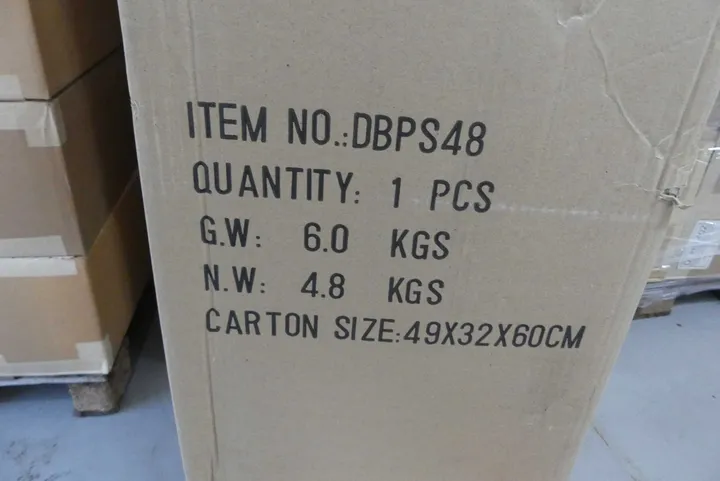 ITEM NO.:DBPS48
QUANTITY: 1 PCS
G.W: 6.0 KGS
N.W: 4.8 KGS
CARTON SIZE:49X32X60CM